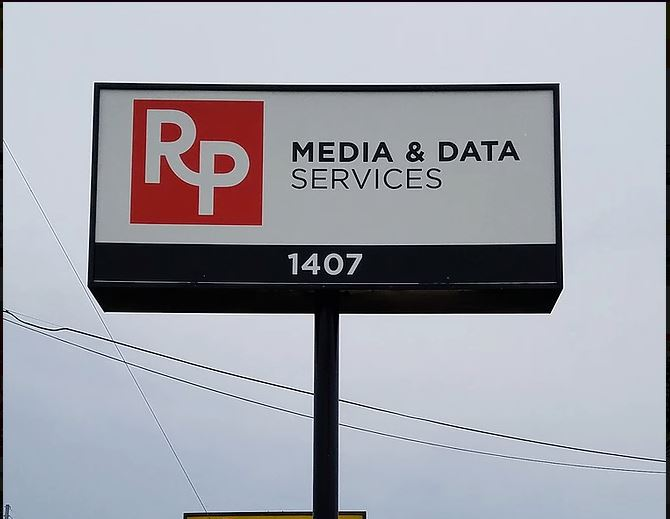 RP
MEDIA & DATA
SERVICES
1407